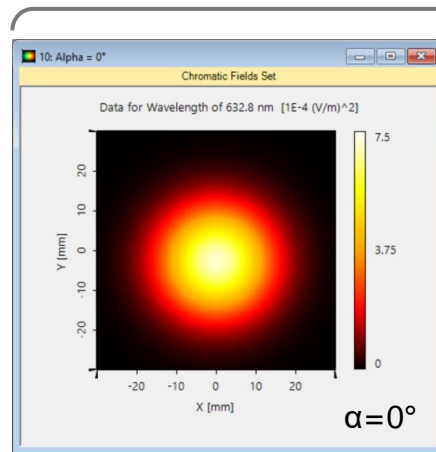 10: Alpha = 0°
Chromatic Fields Set
Data for Wavelength of 632.8 nm [1E-4 (V/m)^2]
7.5
3.75
0
Y [mm]
20
10
0
-10
-20
-20 -10 0 10 20
X [mm]
α=0°